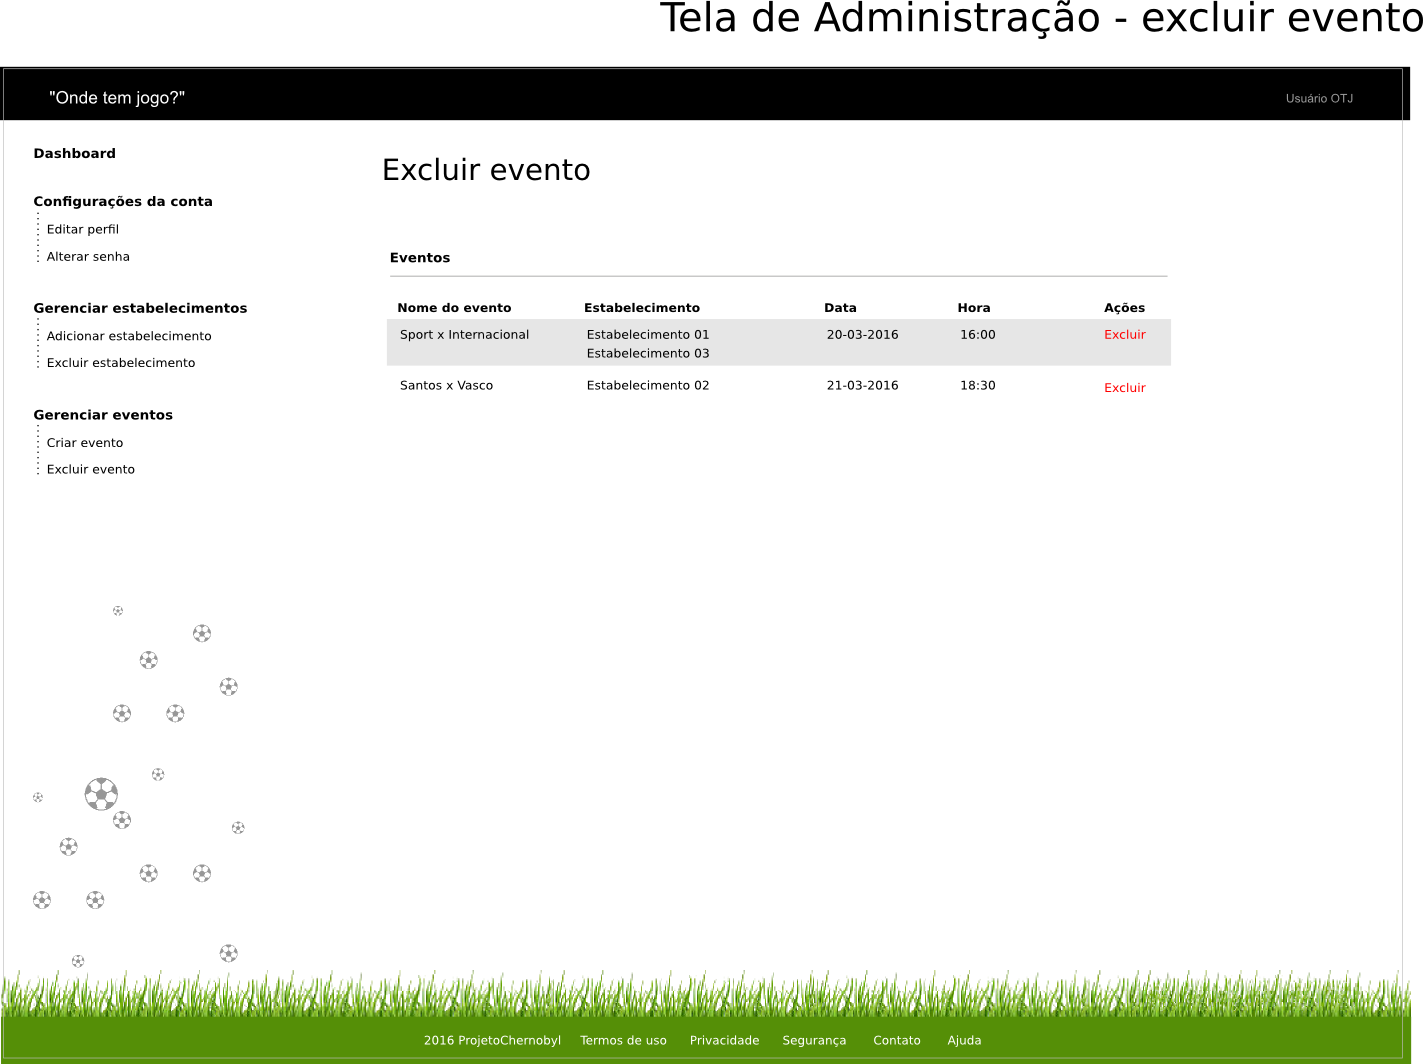 Tela de Administração - excluir evento
"Onde tem jogo?"
Usuário OTJ
Dashboard
Configurações da conta
Editar perfil
Alterar senha
Gerenciar estabelecimentos
Adicionar estabelecimento
Excluir estabelecimento
Gerenciar eventos
Criar evento
Excluir evento
Excluir evento
Eventos
Nome do evento Estabelecimento Data Hora Ações
Sport x Internacional Estabelecimento 01 20-03-2016 16:00 Excluir
Estabelecimento 03
Santos x Vasco Estabelecimento 02 21-03-2016 18:30 Excluir
2016 ProjetoChernobyl Termos de uso Privacidade Segurança Contato Ajuda